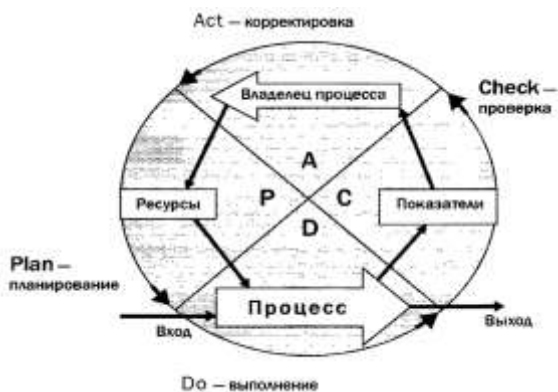 Act – корректировка
Владелец процесса
Check –
проверка
A
P
C
D
Ресурсы
Показатели
Plan –
планирование
Процесс
Вход
Выход
Do – выполнение